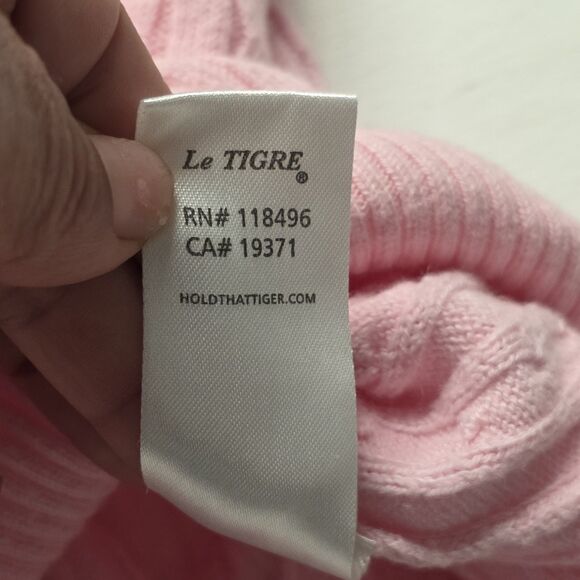 Le TIGRE®
RN# 118496
CA# 19371
HOLDTHATTIGER.COM